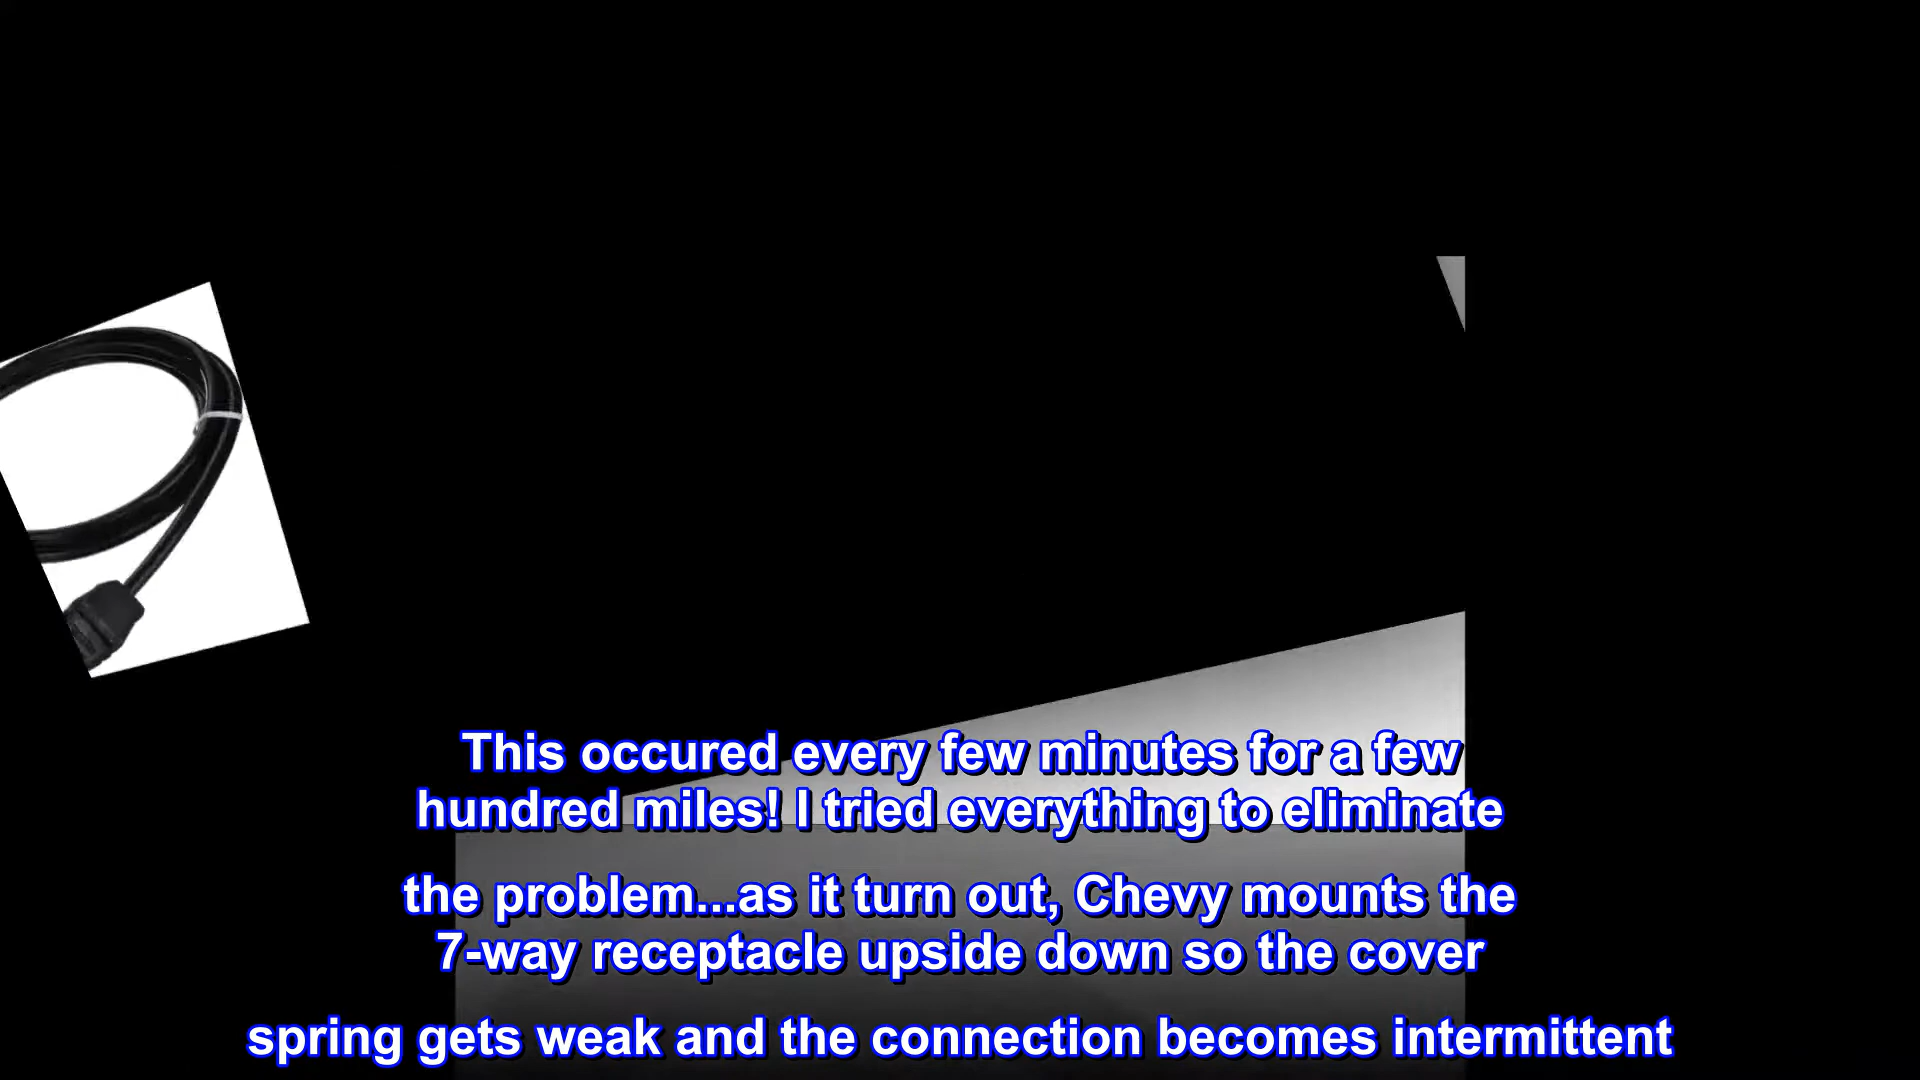 This occured every few minutes for a few
hundred miles! I tried everything to eliminate
the problem...as it turn out, Chevy mounts the
7-way receptacle upside down so the cover
spring gets weak and the connection becomes intermittent